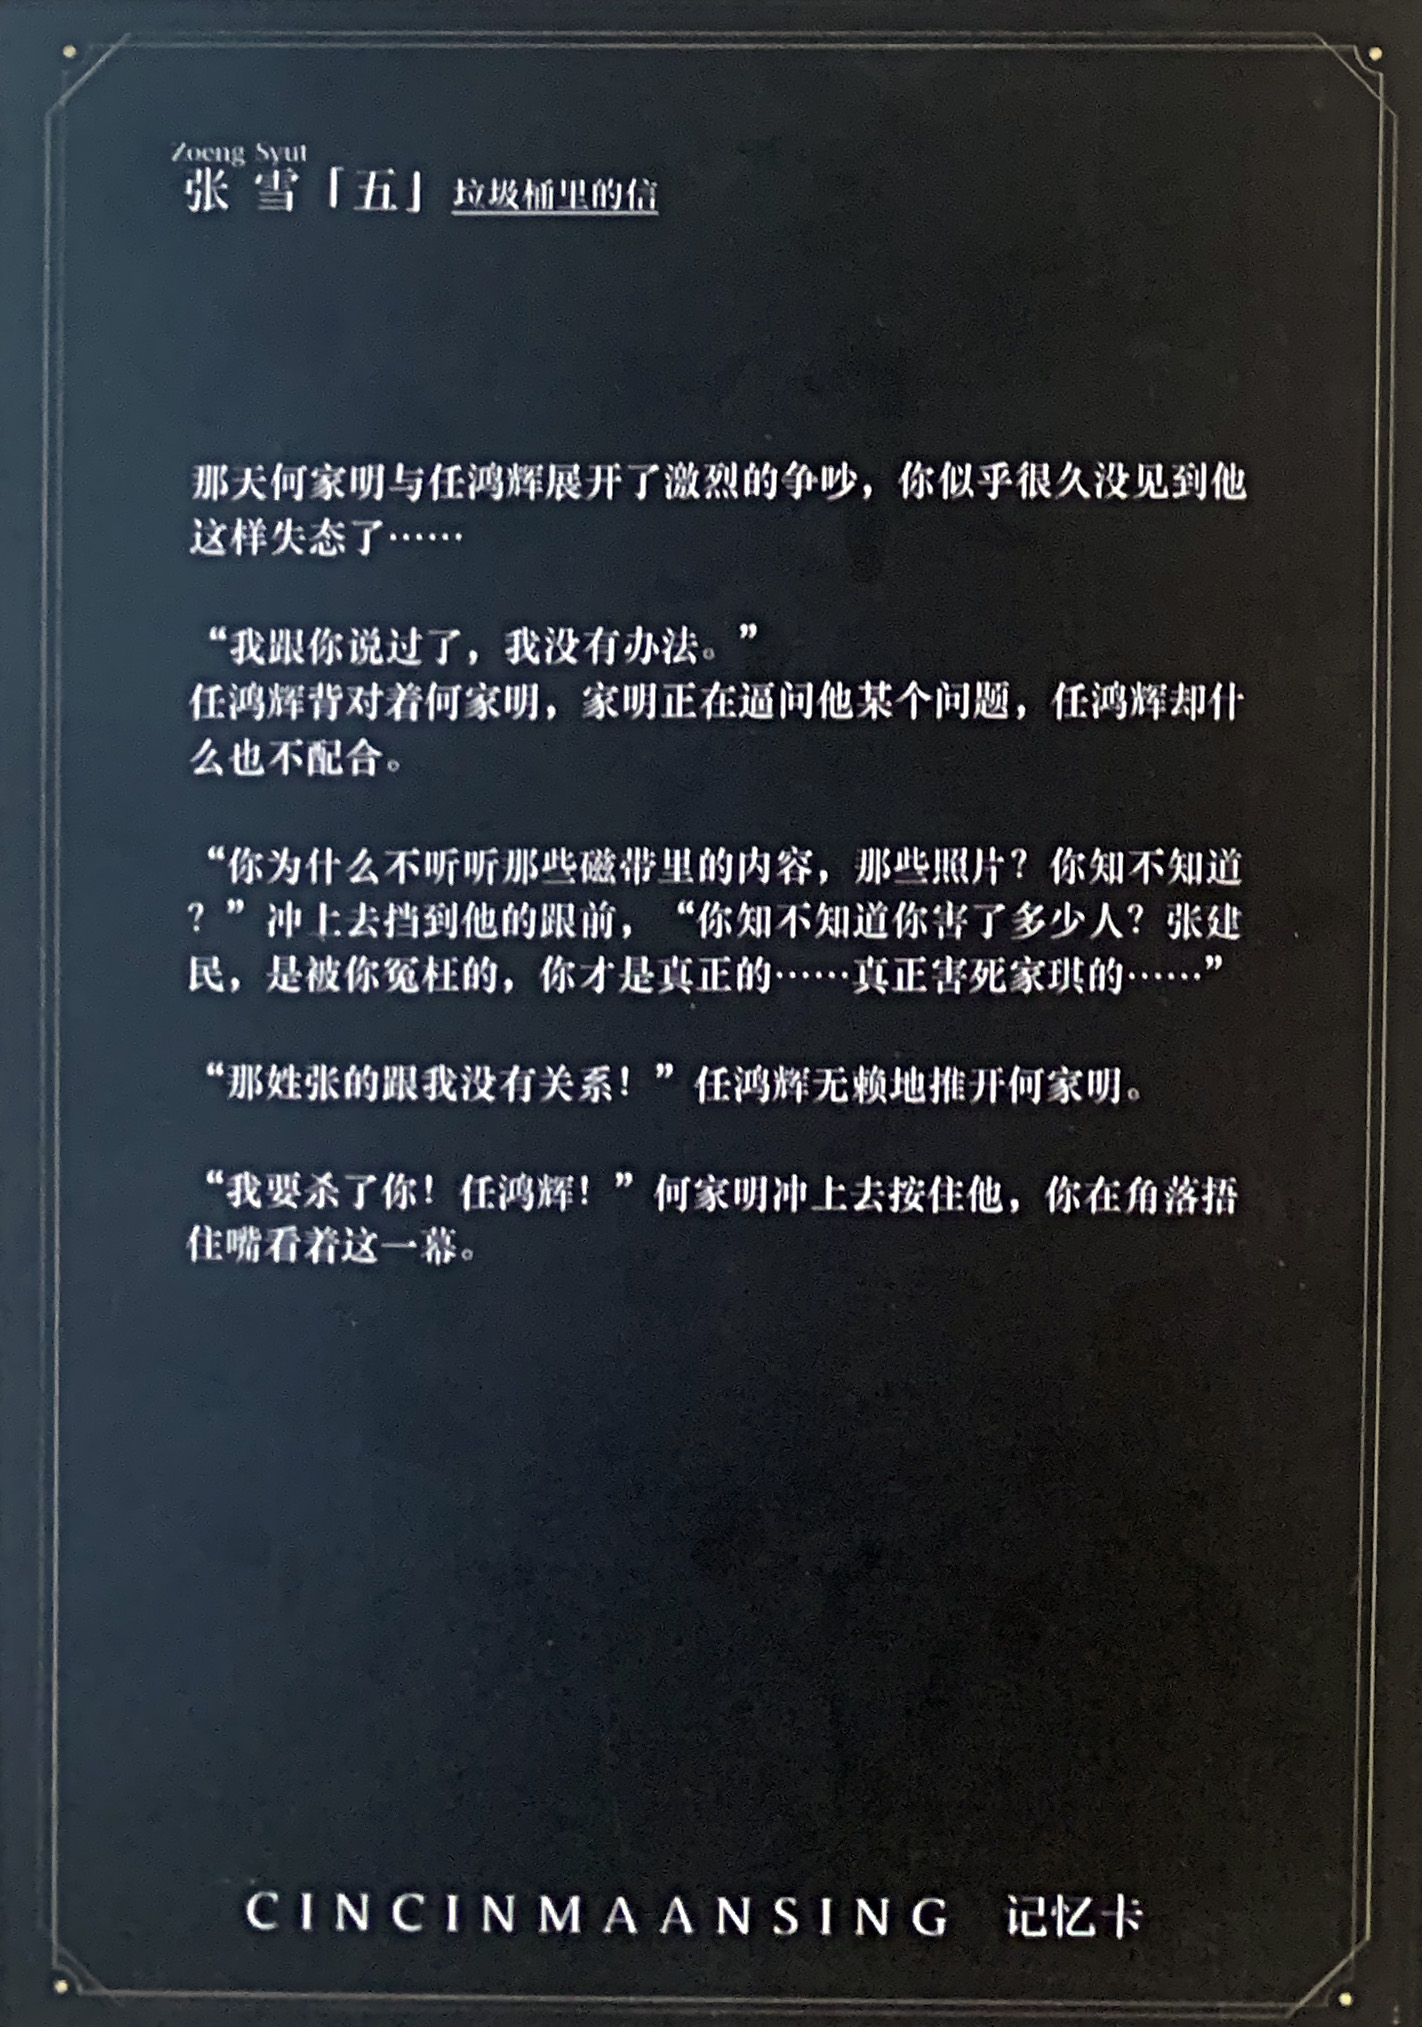 Zoeng Syut
张 雪「五」 垃圾桶里的信
那天何家明与任鸿辉展开了激烈的争吵，你似乎很久没见到他
这样失态了……
“我跟你说过了，我没有办法。”
任鸿辉背对着何家明，家明正在逼问他某个问题，任鸿辉却什
么也不配合。
“你为什么不听听那些磁带里的内容，那些照片？你知不知道
？”冲上去挡到他的跟前，“你知不知道你害了多少人？张建
民，是被你冤枉的，你才是真正的……真正害死家琪的……”
“那姓张的跟我没有关系！”任鸿辉无赖地推开何家明。
“我要杀了你！任鸿辉！”何家明冲上去按住他，你在角落捂
住嘴看着这一幕。
CINCINMAANSING 记忆卡